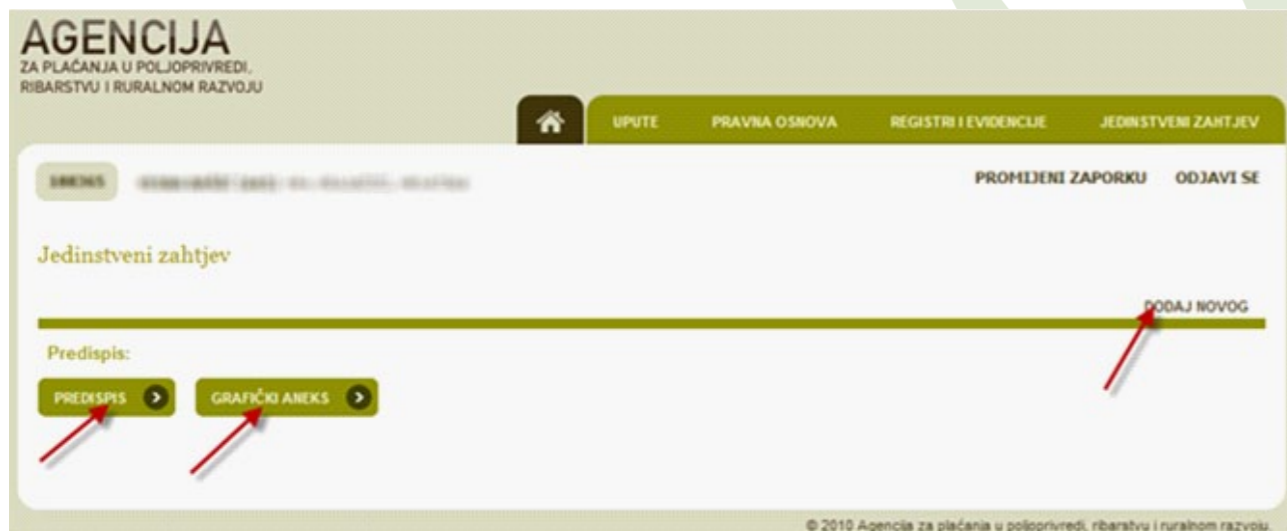 AGENCIJA
ZA PLAĆANJA U POLJOPRIVREDI,
RIBARSTVU I RURALNOM RAZVOJU
UPUTE PRAVNA OSNOVA REGISTRI I EVIDENCIJE JEDINSTVENI ZAHTJEV
PROMIJENI ZAPORKU ODJAVI SE
Jedinstveni zahtjev
DODAJ NOVOG
Predispis:
PREDISPIS GRAFIČKI ANEKS
© 2010 Agencija za plaćanja u poljoprivredi, ribarstvu i ruralnom razvoju